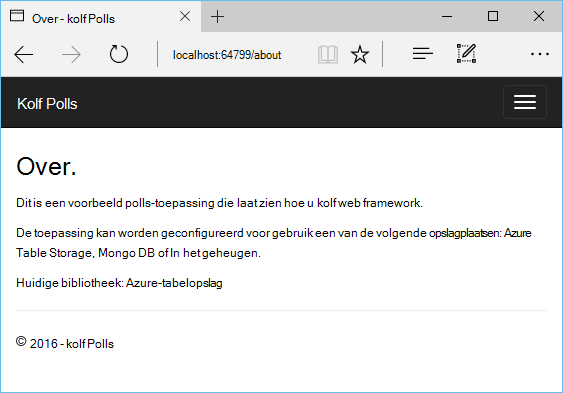 Over - kolf Polls
localhost:64799/about
Kolf Polls
Over.
Dit is een voorbeeld polls-toepassing die laat zien hoe u kolf web framework.
De toepassing kan worden geconfigureerd voor gebruik een van de volgende opslagplaatsen: Azure
Table Storage, Mongo DB of In het geheugen.
Huidige bibliotheek: Azure-tabelopslag
© 2016 - kolf Polls